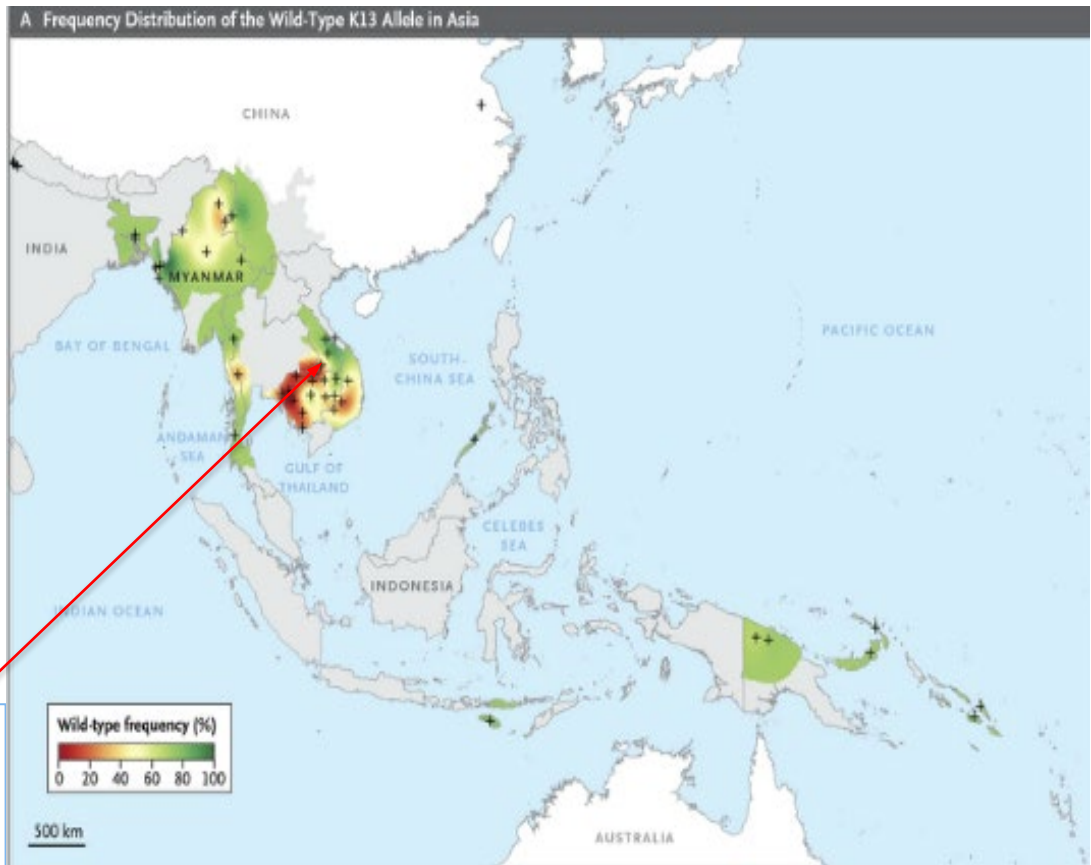 A Frequency Distribution of the Wild-Type K13 Allele in Asia
CHINA
INDIA
MYANMAR
BAY OF BENGAL
SOUTH-
CHINA SEA
PACIFIC OCEAN
ANDAMAN
SEA
GULF OF
THAILAND
CELEBES
SEA
INDONESIA
INDIAN OCEAN
Wild-type frequency (%)
0 20 40 60 80 100
500 km
AUSTRALIA